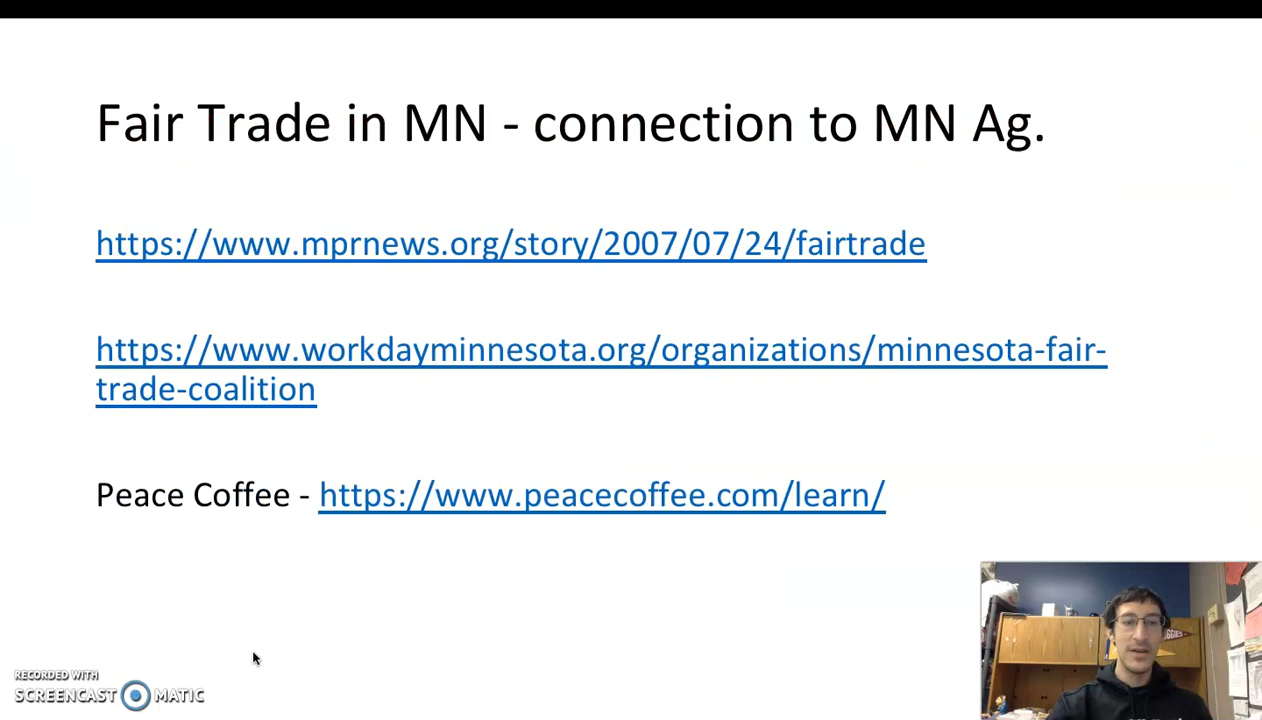 Fair Trade in MN - connection to MN Ag.
https://www.mprnews.org/story/2007/07/24/fairtrade
https://www.workdayminnesota.org/organizations/minnesota-fair-
trade-coalition
Peace Coffee - https://www.peacecoffee.com/learn/
RECORDED WITH
SCREENCAST MATIC